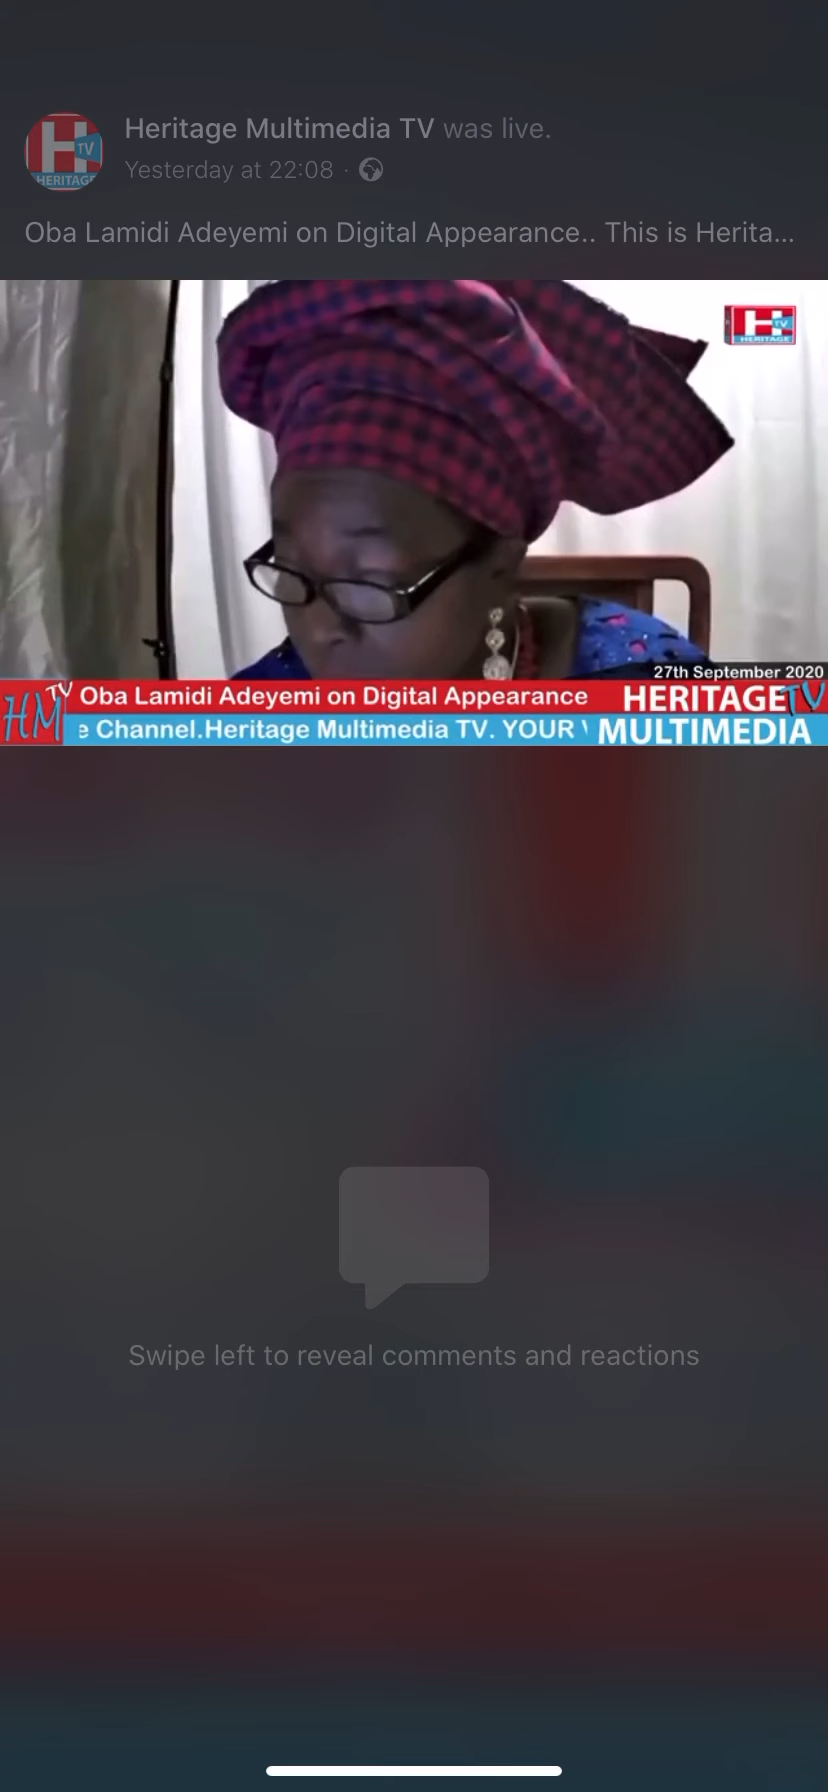 Heritage Multimedia TV was live.
Yesterday at 22:08 ·
Oba Lamidi Adeyemi on Digital Appearance.. This is Herita...
H TV
HERITAGE
H TV
HERITAGE
27th September 2020
HM TV
Oba Lamidi Adeyemi on Digital Appearance
HERITAGE TV
e Channel.Heritage Multimedia TV. YOUR
MULTIMEDIA
Swipe left to reveal comments and reactions